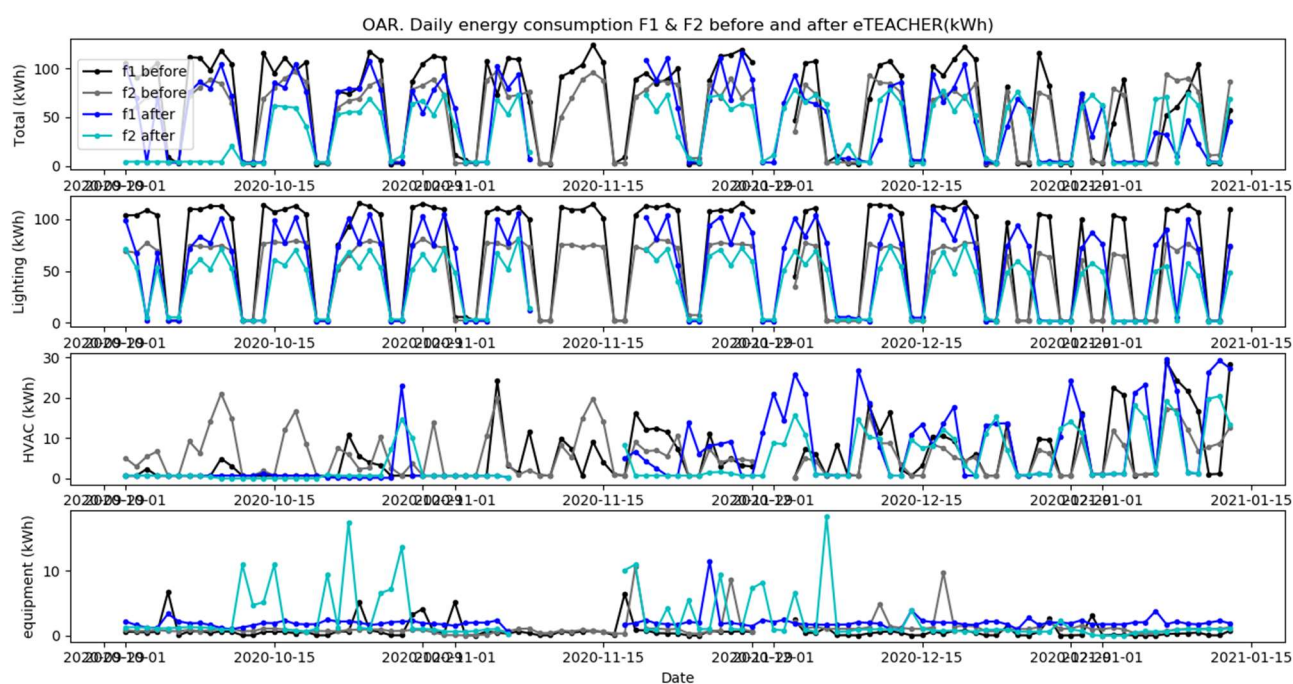 OAR. Daily energy consumption F1 & F2 before and after eTEACHER(kWh)
Total (kWh)
100
50
0
f1 before
f2 before
f1 after
f2 after
2020-10-15 2020-11-15 2020-12-15 2021-01-15
Lighting (kWh)
100
50
0
2020-10-15 2020-11-15 2020-12-15 2021-01-15
HVAC (kWh)
30
20
10
0
2020-10-15 2020-11-15 2020-12-15 2021-01-15
equipment (kWh)
10
0
2020-10-15 2020-11-15 2020-12-15 2021-01-15
Date